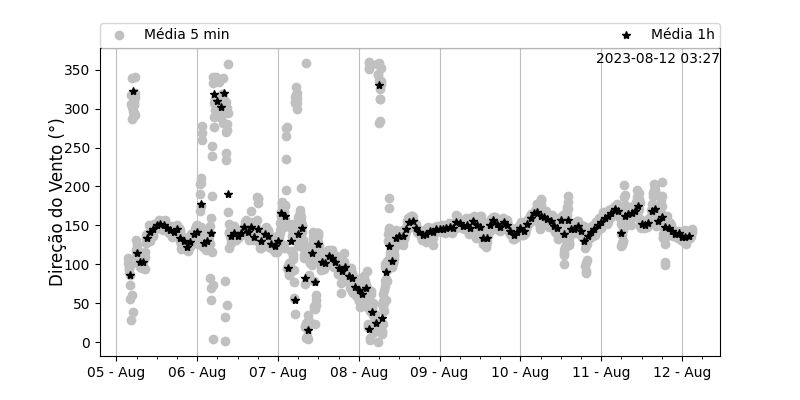 Média 5 min
Média 1h
2023-08-12 03:27
Direção do Vento (°)
350
300
250
200
150
100
50
0
05 - Aug
06 - Aug
07 - Aug
08 - Aug
09 - Aug
10 - Aug
11 - Aug
12 - Aug